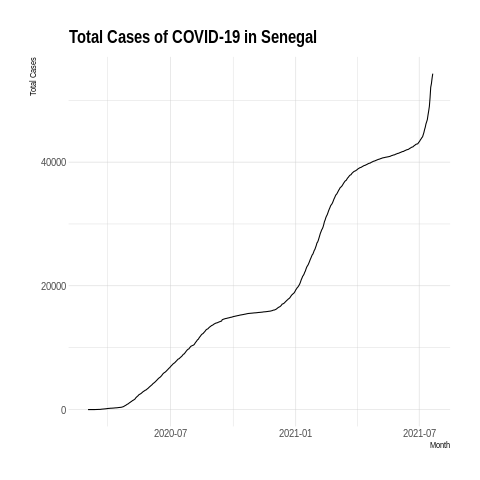 Total Cases of COVID-19 in Senegal
Total Cases
40000
20000
0
2020-07
2021-01
2021-07
Month